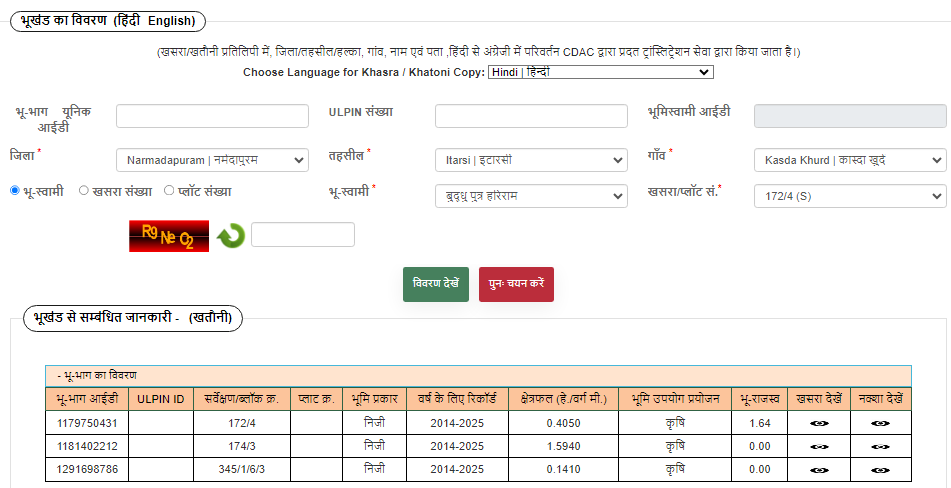 भूखंड का विवरण (हिंदी English)
(खसरा/खतौनी प्रतिलिपी में, जिला/तहसील/हल्का, गांव, नाम एवं पता ,हिंदी से अंग्रेजी में परिवर्तन CDAC द्वारा प्रदत ट्रांस्लिट्रेशन सेवा द्वारा किया जाता है।)
Choose Language for Khasra / Khatoni Copy: Hindi | हिन्दी
भू-भाग यूनिक आईडी ULPIN संख्या भूमिस्वामी आईडी
जिला * Narmadapuram | नर्मदापुरम तहसील * Itarsi | इटारसी गाँव * Kasda Khurd | कास्दा खुर्द
भू-स्वामी खसरा संख्या प्लॉट संख्या भू-स्वामी * बुद्धु पुत्र हरिराम खसरा/प्लॉट सं.* 172/4 (S)
R9 Ne O2
विवरण देखें पुनः चयन करें
भूखंड से सम्बंधित जानकारी - (खतौनी)
- भू-भाग का विवरण
भू-भाग आईडी ULPIN ID सर्वेक्षण/ब्लॉक क्र. प्लाट क्र. भूमि प्रकार वर्ष के लिए रिकॉर्ड क्षेत्रफल (हे./वर्ग मी.) भूमि उपयोग प्रयोजन भू-राजस्व खसरा देखें नक्शा देखें
1179750431 172/4 निजी 2014-2025 0.4050 कृषि 1.64
1181402212 174/3 निजी 2014-2025 1.5940 कृषि 0.00
1291698786 345/1/6/3 निजी 2014-2025 0.1410 कृषि 0.00